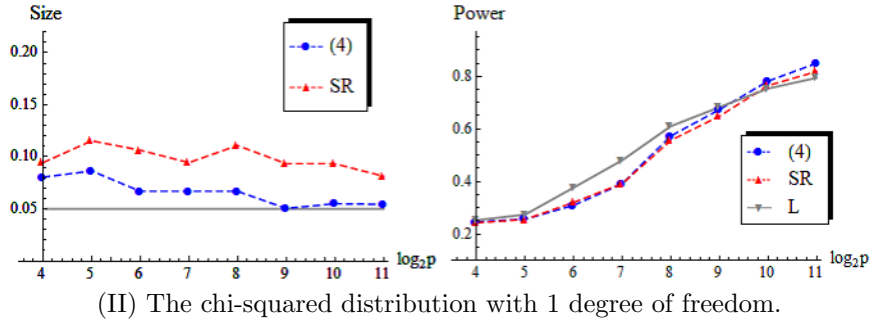 Size
0.20
0.15
0.10
0.05
4 5 6 7 8 9 10 11
log₂p
(4)
SR
Power
0.8
0.6
0.4
0.2
4 5 6 7 8 9 10 11
log₂p
(4)
SR
L
(II) The chi-squared distribution with 1 degree of freedom.